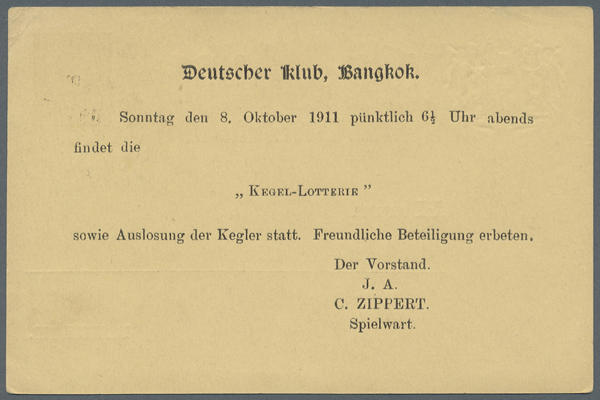 Deutscher Klub, Bangkok.
Sonntag den 8. Oktober 1911 pünktlich 6½ Uhr abends
findet die
„ Kegel-Lotterie ”
sowie Auslosung der Kegler statt. Freundliche Beteiligung erbeten.
Der Vorstand.
J. A.
C. ZIPPERT.
Spielwart.